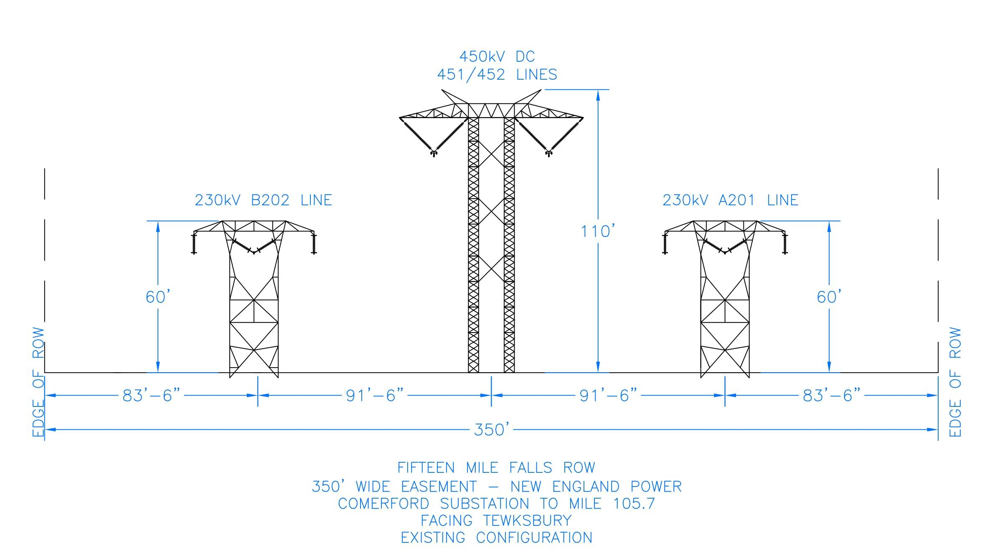 450kV DC
451/452 LINES
230kV B202 LINE
230kV A201 LINE
110'
60'
60'
EDGE OF ROW
EDGE OF ROW
83'-6"
91'-6"
91'-6"
83'-6"
350'
FIFTEEN MILE FALLS ROW
350' WIDE EASEMENT - NEW ENGLAND POWER
COMERFORD SUBSTATION TO MILE 105.7
FACING TEWKSBURY
EXISTING CONFIGURATION